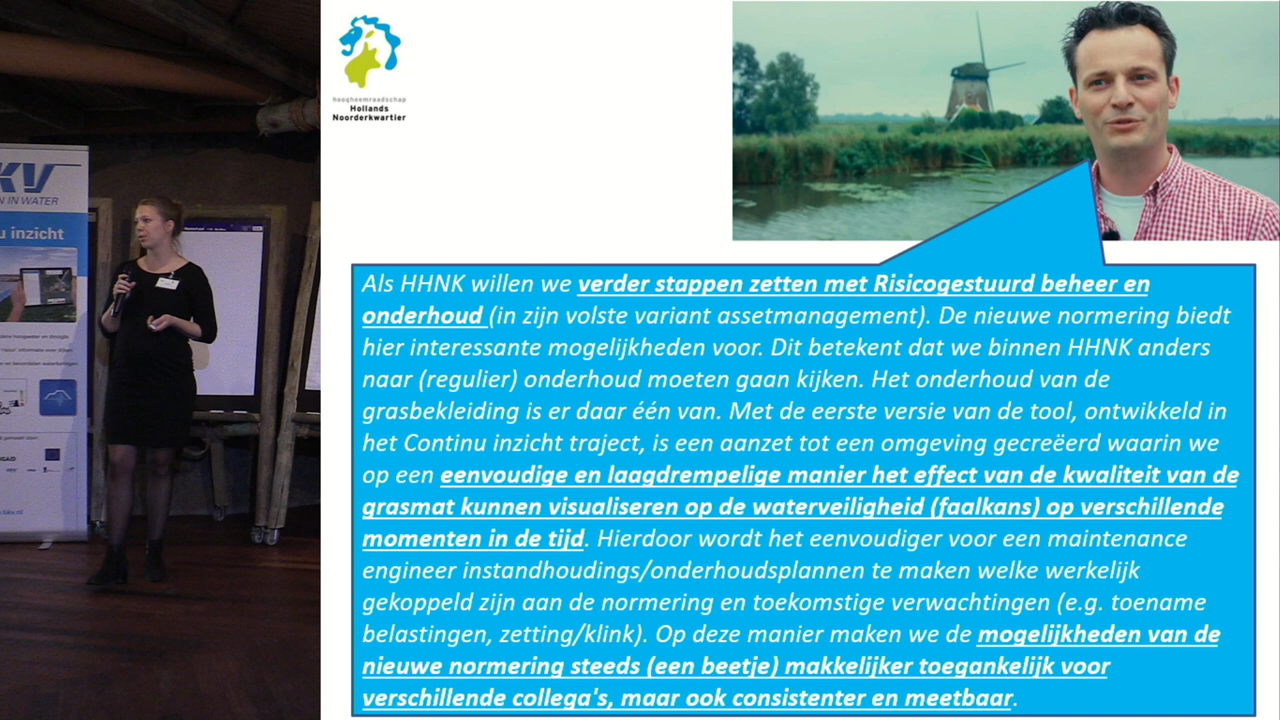 hoogheemraadschap
Hollands
Noorderkwartier
KV
N IN WATER
u inzicht
Als HHNK willen we verder stappen zetten met Risicogestuurd beheer en
onderhoud (in zijn volste variant assetmanagement). De nieuwe normering biedt
hier interessante mogelijkheden voor. Dit betekent dat we binnen HHNK anders
naar (regulier) onderhoud moeten gaan kijken. Het onderhoud van de
grasbekleiding is er daar één van. Met de eerste versie van de tool, ontwikkeld in
het Continu inzicht traject, is een aanzet tot een omgeving gecreëerd waarin we
op een eenvoudige en laagdrempelige manier het effect van de kwaliteit van de
grasmat kunnen visualiseren op de waterveiligheid (faalkans) op verschillende
momenten in de tijd. Hierdoor wordt het eenvoudiger voor een maintenance
engineer instandhoudings/onderhoudsplannen te maken welke werkelijk
gekoppeld zijn aan de normering en toekomstige verwachtingen (e.g. toename
belastingen, zetting/klink). Op deze manier maken we de mogelijkheden van de
nieuwe normering steeds (een beetje) makkelijker toegankelijk voor
verschillende collega's, maar ook consistenter en meetbaar.